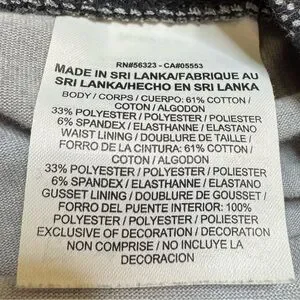 RN#56323 - CA#05553
MADE IN SRI LANKA/FABRIQUE AU
SRI LANKA/HECHO EN SRI LANKA
BODY / CORPS / CUERPO: 61% COTTON /
COTON / ALGODON
33% POLYESTER / POLYESTER / POLIESTER
6% SPANDEX / ELASTHANNE / ELASTANO
WAIST LINING / DOUBLURE DE TAILLE /
FORRO DE LA CINTURA: 61% COTTON /
COTON / ALGODON
33% POLYESTER / POLYESTER / POLIESTER
6% SPANDEX / ELASTHANNE / ELASTANO
GUSSET LINING / DOUBLURE DE GOUSSET /
FORRO DEL PUENTE INTERIOR: 100%
POLYESTER / POLYESTER / POLIESTER
EXCLUSIVE OF DECORATION / DECORATION
NON COMPRISE / NO INCLUYE LA
DECORACION